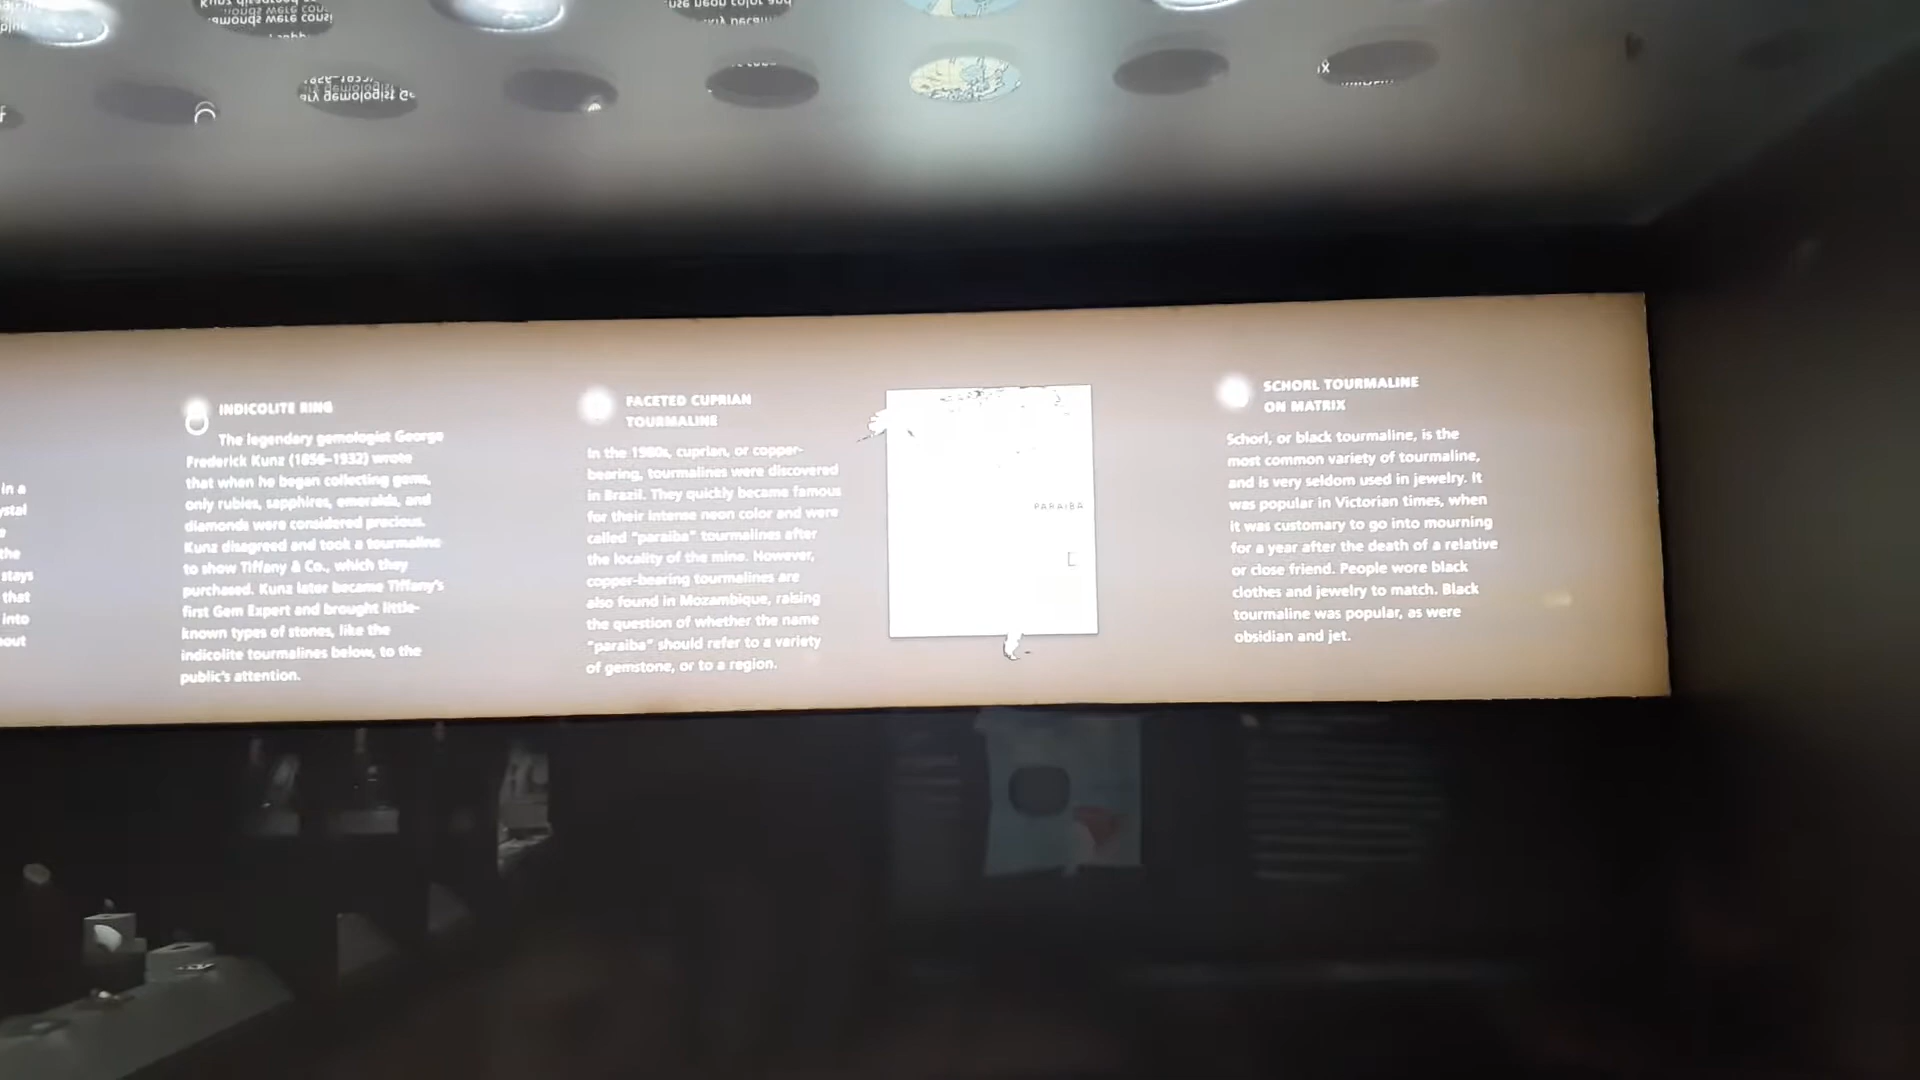 in a
stays
that
into
INDICOLITE RING
The legendary gemologist George
Frederick Kunz (1856–1932) wrote
that when he began collecting gems,
only rubies, sapphires, emeralds, and
diamonds were considered precious.
Kunz disagreed and took a tourmaline
to show Tiffany & Co., which they
purchased. Kunz later became Tiffany's
first Gem Expert and brought little-
known types of stones, like the
indicolite tourmalines below, to the
public's attention.
FACETED CUPRIAN
TOURMALINE
In the 1980s, cuprian, or copper-
bearing, tourmalines were discovered
in Brazil. They quickly became famous
for their intense neon color and were
called "paraiba" tourmalines after
the locality of the mine. However,
copper-bearing tourmalines are
also found in Mozambique, raising
the question of whether the name
"paraiba" should refer to a variety
of gemstone, or to a region.
PARAIBA
SCHORL TOURMALINE
ON MATRIX
Schorl, or black tourmaline, is the
most common variety of tourmaline,
and is very seldom used in jewelry. It
was popular in Victorian times, when
it was customary to go into mourning
for a year after the death of a relative
or close friend. People wore black
clothes and jewelry to match. Black
tourmaline was popular, as were
obsidian and jet.